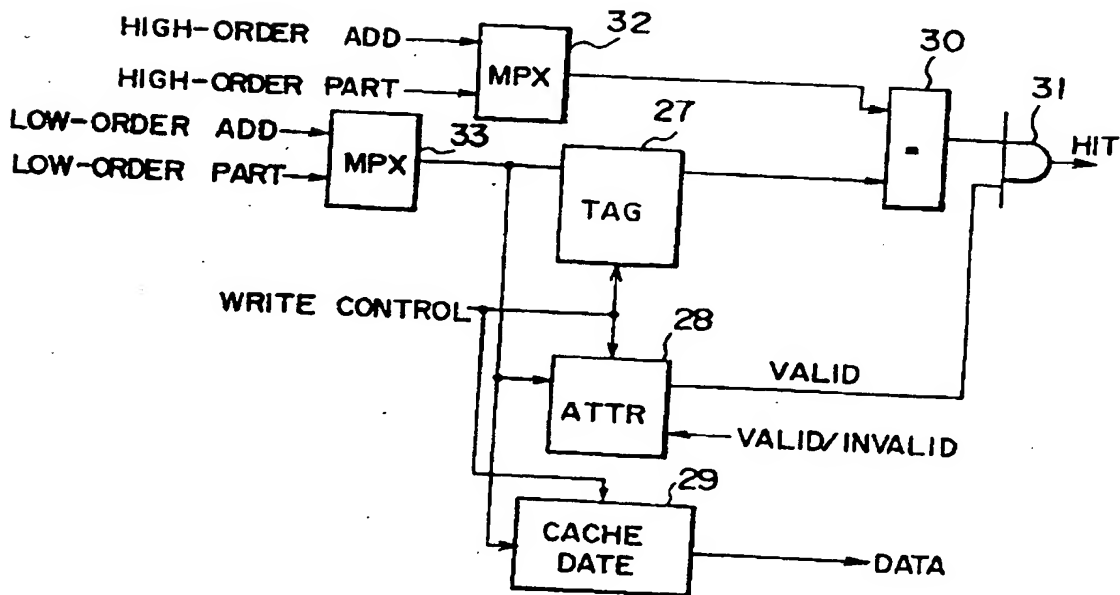 HIGH-ORDER ADD
32
MPX
HIGH-ORDER PART
30
31
HIT
LOW-ORDER ADD
33
MPX
LOW-ORDER PART
27
TAG
=
WRITE CONTROL
28
ATTR
VALID
VALID/INVALID
29
CACHE
DATE
DATA